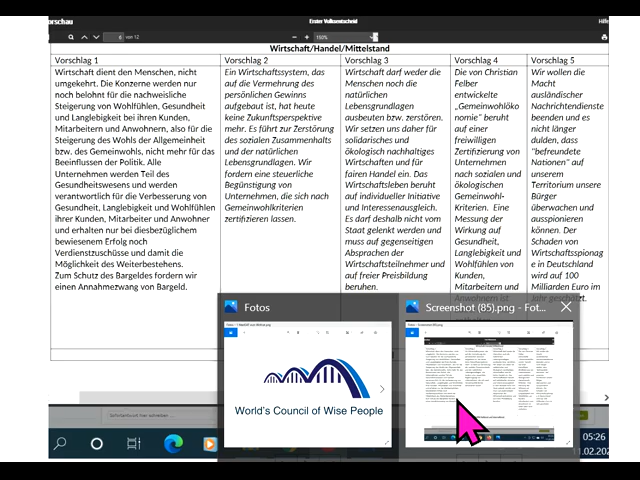 orschau
Erster Volksentscheid
Hilfe
6 von 12
150%
Wirtschaft/Handel/Mittelstand
Vorschlag 1
Wirtschaft dient den Menschen, nicht
umgekehrt. Die Konzerne werden nur
noch belohnt für die nachweisliche
Steigerung von Wohlfühlen, Gesundheit
und Langlebigkeit bei ihren Kunden,
Mitarbeitern und Anwohnern, also für die
Steigerung des Wohls der Allgemeinheit
bzw. des Gemeinwohls, nicht mehr für das
Beeinflussen der Politik. Alle
Unternehmen werden Teil des
Gesundheitswesens und werden
verantwortlich für die Verbesserung von
Gesundheit, Langlebigkeit und Wohlfühlen
ihrer Kunden, Mitarbeiter und Anwohner
und erhalten nur bei diesbezüglichem
bewiesenem Erfolg noch
Verdienstzuschüsse und damit die
Möglichkeit des Weiterbestehens.
Zum Schutz des Bargeldes fordern wir
einen Annahmezwang von Bargeld.
Vorschlag 2
Ein Wirtschaftssystem, das
auf die Vermehrung des
persönlichen Gewinns
aufgebaut ist, hat heute
keine Zukunftsperspektive
mehr. Es führt zur Zerstörung
des sozialen Zusammenhalts
und der natürlichen
Lebensgrundlagen. Wir
fordern eine steuerliche
Begünstigung von
Unternehmen, die sich nach
Gemeinwohlkriterien
zertifizieren lassen.
Vorschlag 3
Wirtschaft darf weder die
Menschen noch die
natürlichen
Lebensgrundlagen
ausbeuten bzw. zerstören.
Wir setzen uns daher für
solidarisches und
ökologisch nachhaltiges
Wirtschaften und für
fairen Handel ein. Das
Wirtschaftsleben beruht
auf individueller Initiative
und Interessenausgleich.
Es darf deshalb nicht vom
Staat gelenkt werden und
muss auf gegenseitigen
Absprachen der
Wirtschaftsteilnehmer und
auf freier Preisbildung
beruhen.
Vorschlag 4
Die von Christian
Felber
entwickelte
„Gemeinwohlöko
nomie“ beruht
auf einer
freiwilligen
Zertifizierung von
Unternehmen
nach sozialen und
ökologischen
Gemeinwohl-
Kriterien. Eine
Messung der
Wirkung auf
Gesundheit,
Langlebigkeit und
Wohlfühlen von
Kunden,
Mitarbeitern und
Anwohnern ist
Vorschlag 5
Wir wollen die
Macht
ausländischer
Nachrichtendienste
beenden und es
nicht länger
dulden, dass
"befreundete
Nationen" auf
unserem
Territorium unsere
Bürger
überwachen und
ausspionieren
können. Der
Schaden von
Wirtschaftsspionag
e in Deutschland
wird auf 100
Milliarden Euro im
Jahr geschätzt.
Fotos
World's Council of Wise People
Screenshot (85).png - Fot...
05:26
11.02.202